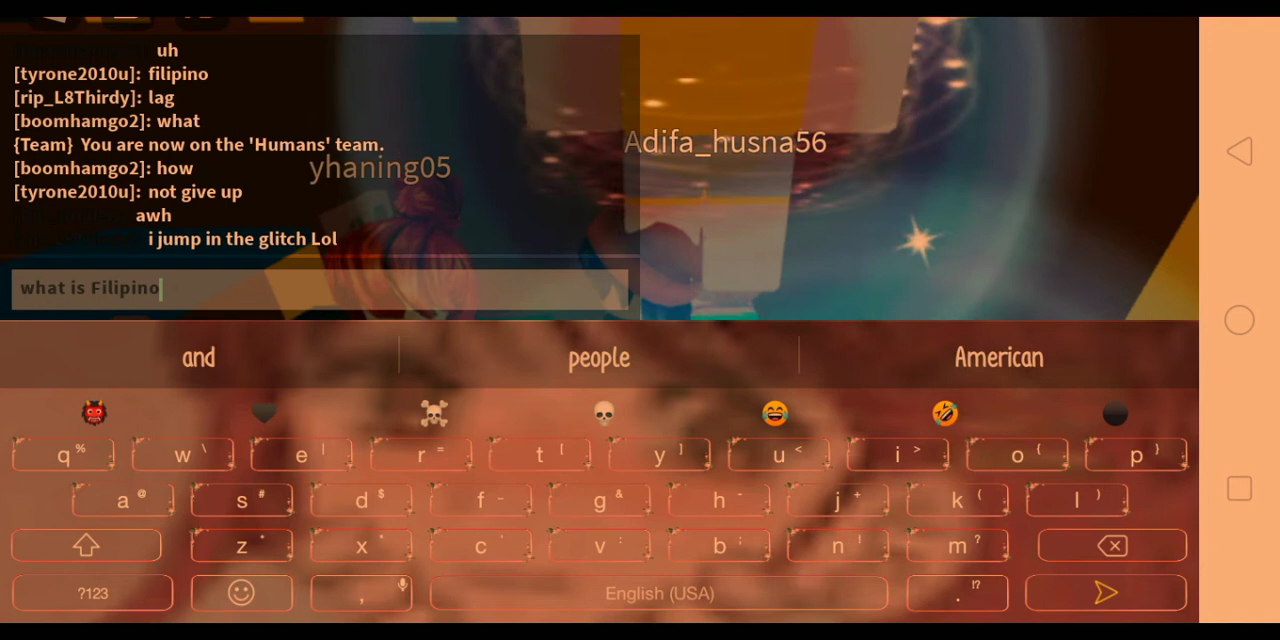 uh
[tyrone2010u]: filipino
[rip_L8Thirdy]: lag
[boomhamgo2]: what
{Team} You are now on the 'Humans' team.
[boomhamgo2]: how
yhaning05
Adifa_husna56
[tyrone2010u]: not give up
awh
i jump in the glitch Lol
what is Filipino
and people American
q % w \ e | r = t [ y ] u < i > o { p }
a @ s # d $ f - g & h - j + k ( l )
z x c v : b n ! m ?
?123 , English (USA) . !?